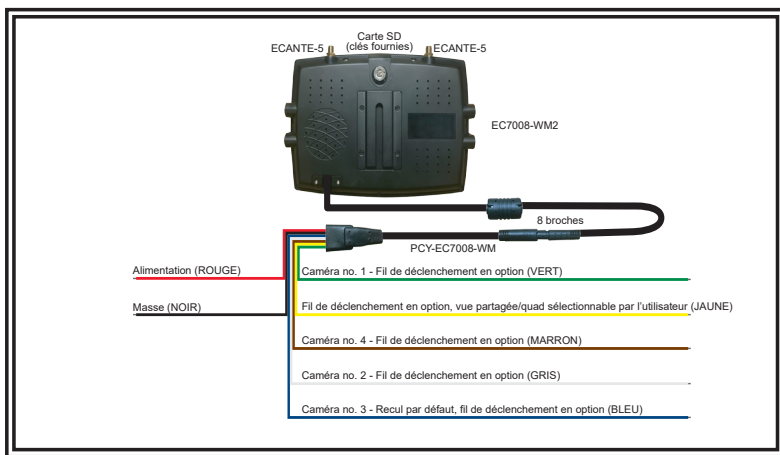 Carte SD
(clés fournies)
ECANTE-5
ECANTE-5
EC7008-WM2
8 broches
PCY-EC7008-WM
Alimentation (ROUGE)
Caméra no. 1 - Fil de déclenchement en option (VERT)
Masse (NOIR)
Fil de déclenchement en option, vue partagée/quad sélectionnable par l'utilisateur (JAUNE)
Caméra no. 4 - Fil de déclenchement en option (MARRON)
Caméra no. 2 - Fil de déclenchement en option (GRIS)
Caméra no. 3 - Recul par défaut, fil de déclenchement en option (BLEU)